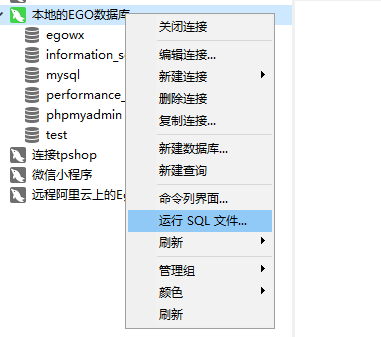 本地的EGO数据库
egowx
information_s
mysql
performance_
phpmyadmin
test
连接tpshop
微信小程序
远程阿里云上的Eg
关闭连接
编辑连接...
新建连接
删除连接
复制连接...
新建数据库...
新建查询
命令列界面...
运行 SQL 文件...
刷新
管理组
颜色
刷新